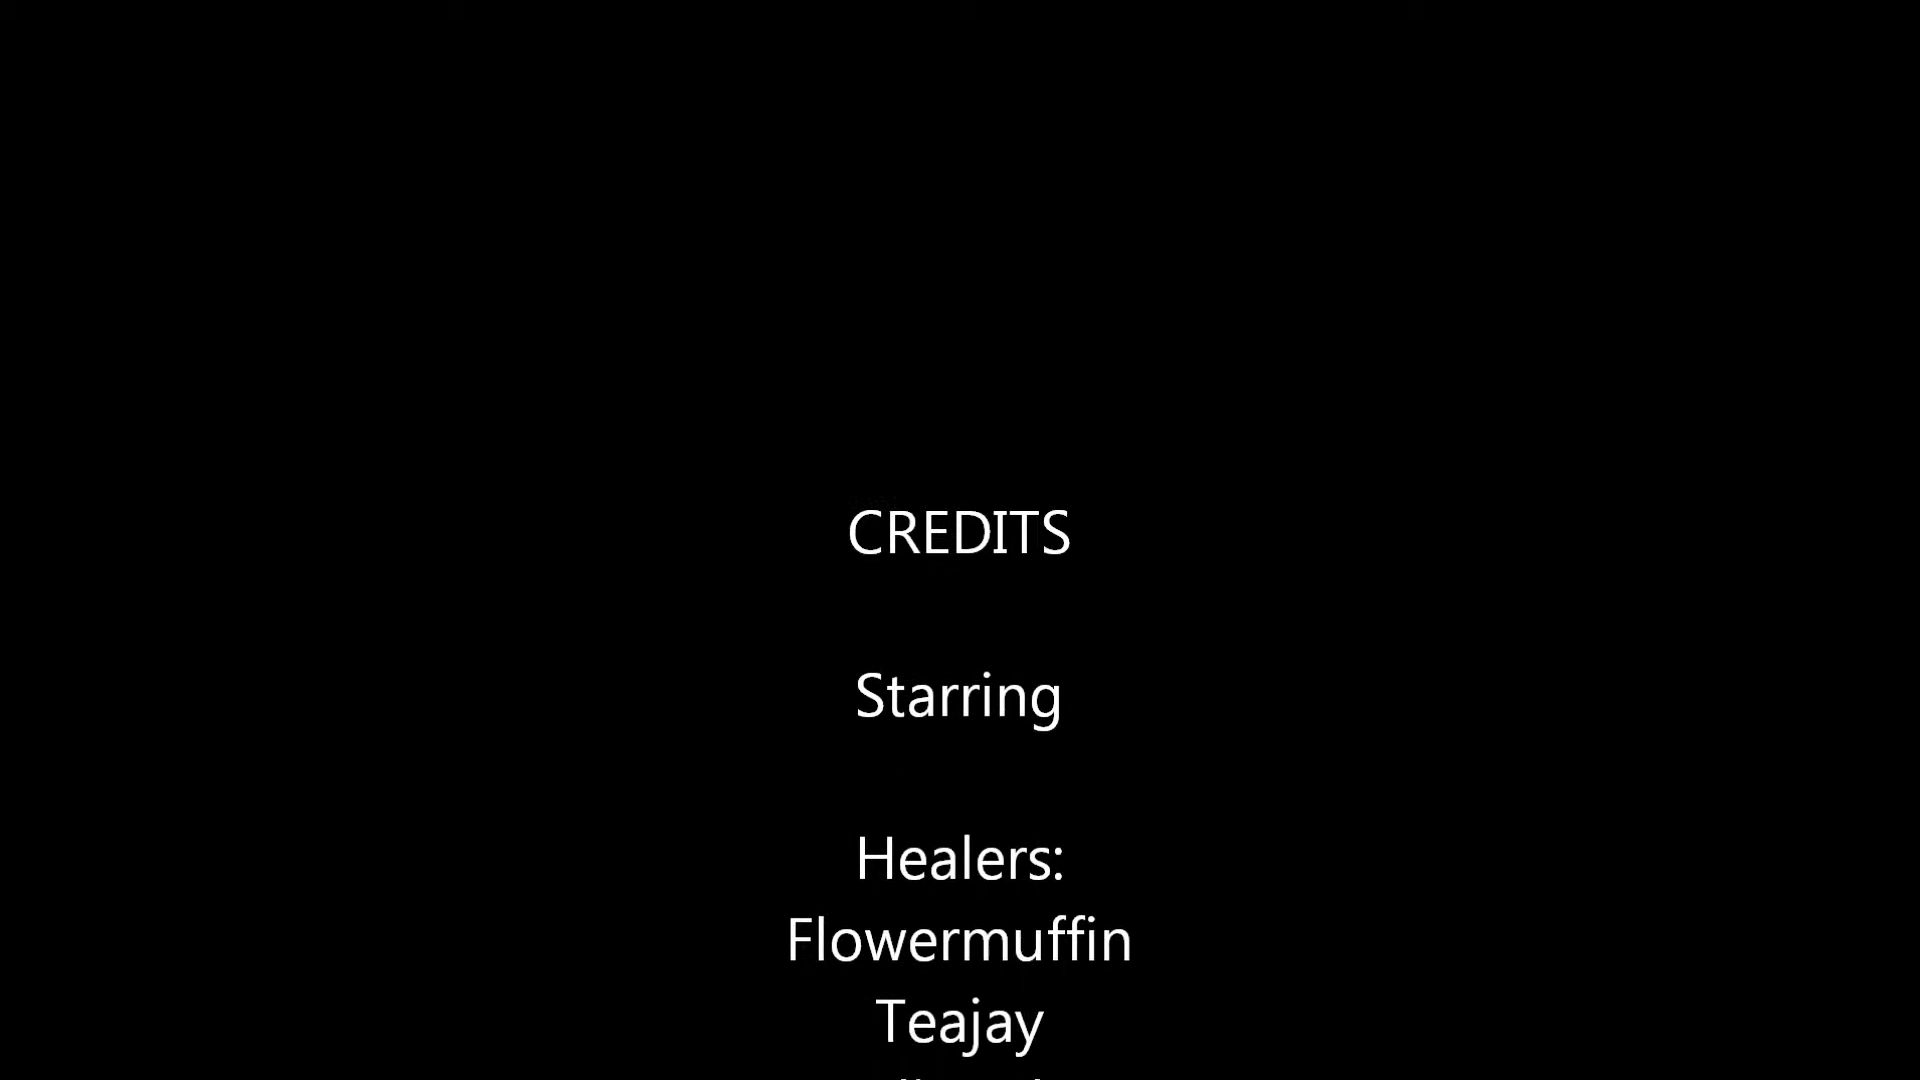 CREDITS
Starring
Healers:
Flowermuffin
Teajay